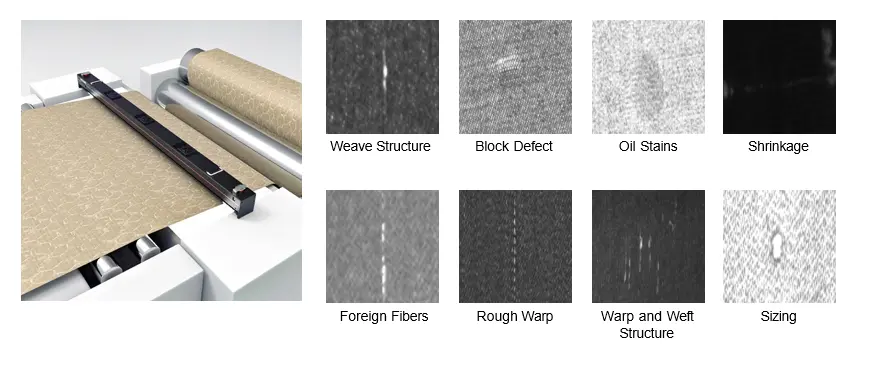 Weave Structure
Block Defect
Oil Stains
Shrinkage
Foreign Fibers
Rough Warp
Warp and Weft
Structure
Sizing